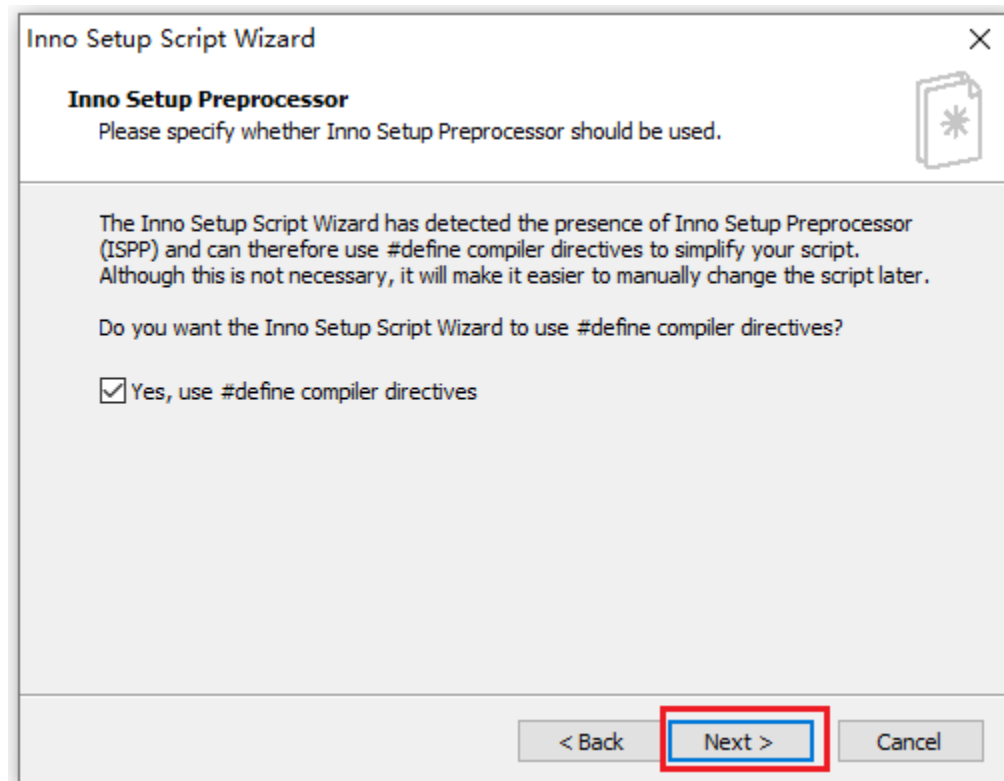 Inno Setup Script Wizard
Inno Setup Preprocessor
Please specify whether Inno Setup Preprocessor should be used.
The Inno Setup Script Wizard has detected the presence of Inno Setup Preprocessor
(ISPP) and can therefore use #define compiler directives to simplify your script.
Although this is not necessary, it will make it easier to manually change the script later.
Do you want the Inno Setup Script Wizard to use #define compiler directives?
Yes, use #define compiler directives
< Back Next > Cancel